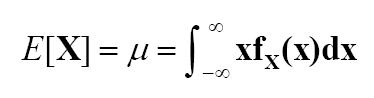 E[X] = μ = ∫_{-∞}^{∞} xf_X(x)dx